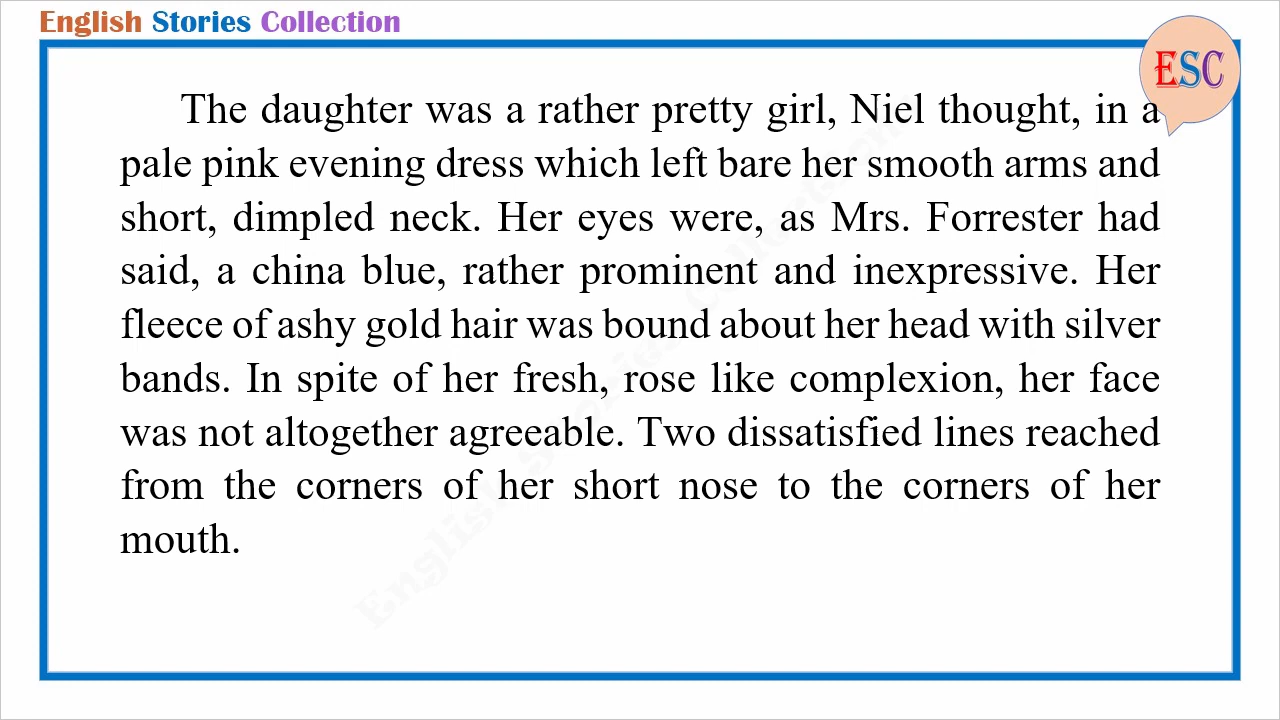 English Stories Collection
ESC
The daughter was a rather pretty girl, Niel thought, in a
pale pink evening dress which left bare her smooth arms and
short, dimpled neck. Her eyes were, as Mrs. Forrester had
said, a china blue, rather prominent and inexpressive. Her
fleece of ashy gold hair was bound about her head with silver
bands. In spite of her fresh, rose like complexion, her face
was not altogether agreeable. Two dissatisfied lines reached
from the corners of her short nose to the corners of her
mouth.
English Stories Collection